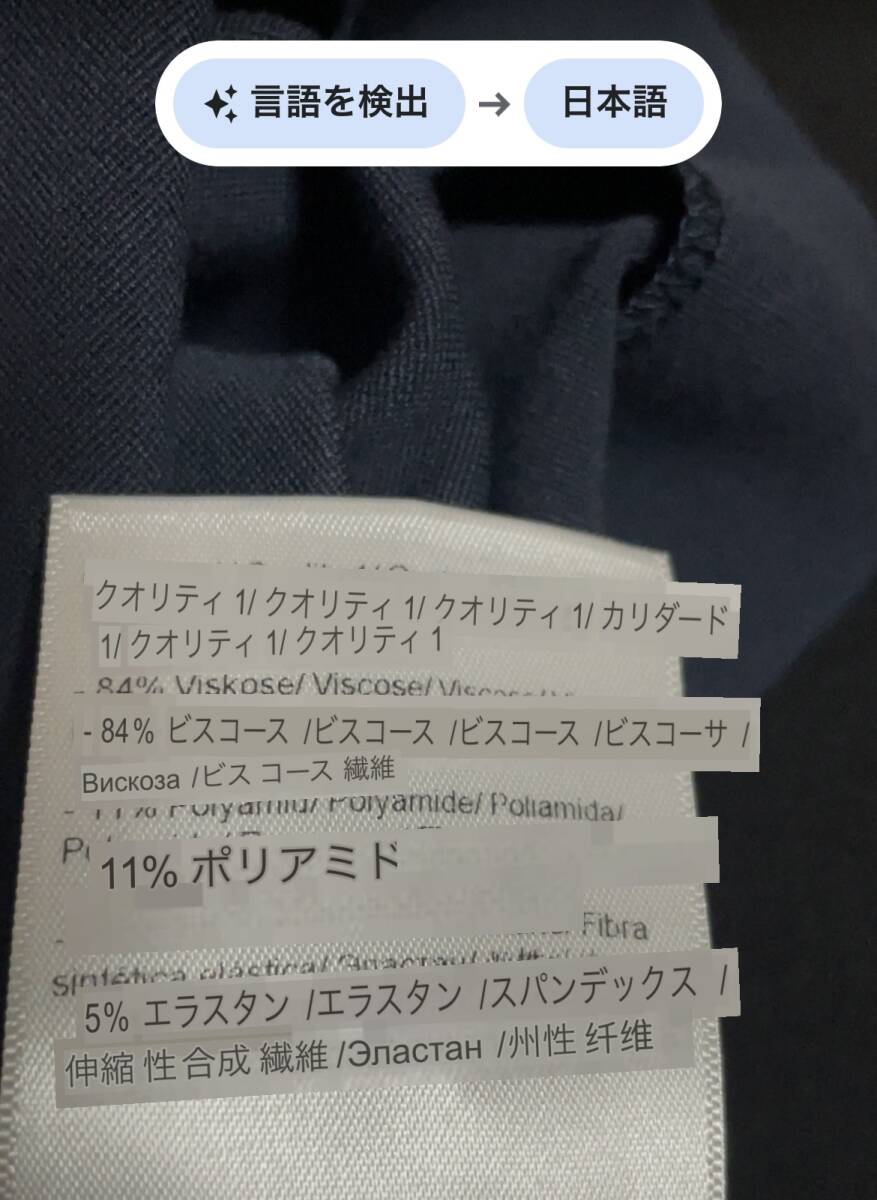 言語を検出 → 日本語
クオリティ 1/ クオリティ 1/ クオリティ 1/ カリダード
1/ クオリティ 1/ クオリティ 1
- 84% Viskose/ Viscose/
- 84% ビスコース /ビスコース /ビスコース /ビスコーサ /
Вискоза /ビス コース 繊維
- 11% Polyamid/ Polyamide/ Poliamida/
11% ポリアミド
Fibra
sintética elástica/ Эластан/
5% エラスタン /エラスタン /スパンデックス /
伸縮 性 合成 繊維 /Эластан /州性 纤维